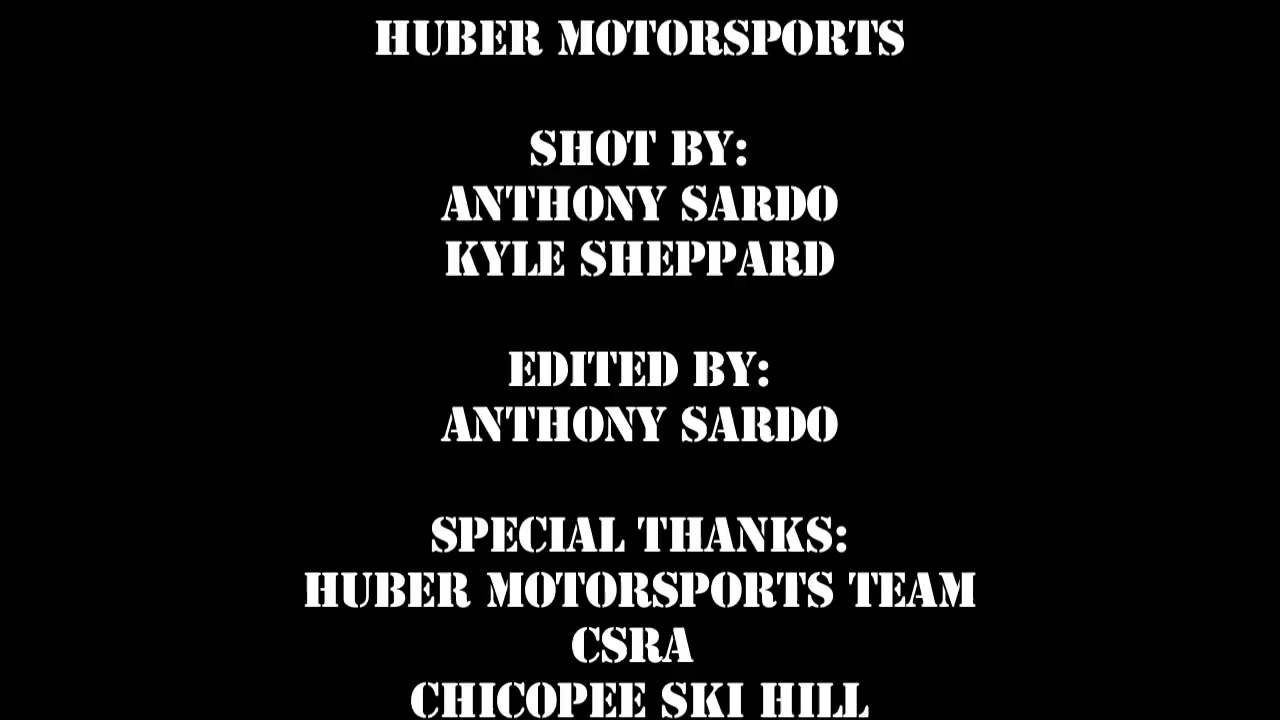 HUBER MOTORSPORTS
SHOT BY:
ANTHONY SARDO
KYLE SHEPPARD
EDITED BY:
ANTHONY SARDO
SPECIAL THANKS:
HUBER MOTORSPORTS TEAM
CSRA
CHICOPEE SKI HILL